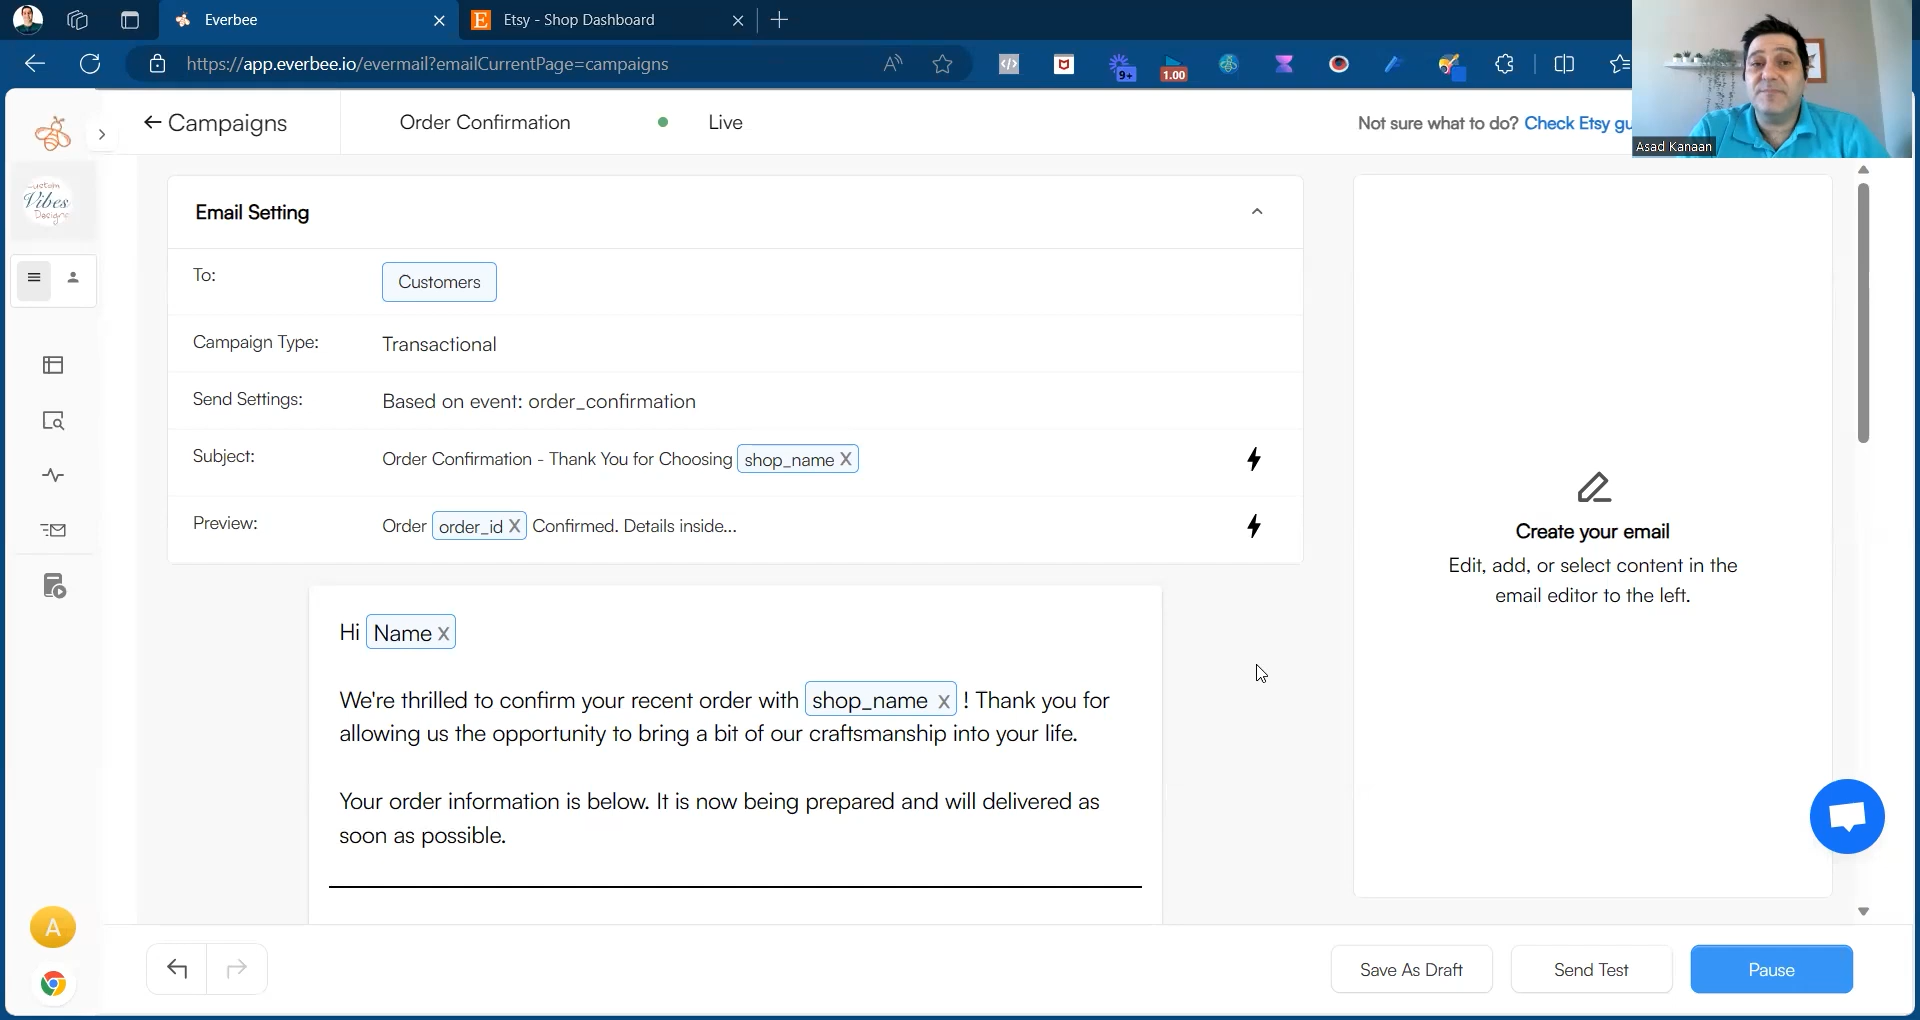 Everbee
Etsy - Shop Dashboard
https://app.everbee.io/evermail?emailCurrentPage=campaigns
9+
1.00
Campaigns
Order Confirmation
Live
Not sure what to do? Check Etsy gu
Asad Kanaan
Custom
Vibes
Designs
Email Setting
To:
Customers
Campaign Type:
Transactional
Send Settings:
Based on event: order_confirmation
Subject:
Order Confirmation - Thank You for Choosing shop_name X
Preview:
Order order_id X Confirmed. Details inside...
Hi Name X
We're thrilled to confirm your recent order with shop_name X ! Thank you for
allowing us the opportunity to bring a bit of our craftsmanship into your life.
Your order information is below. It is now being prepared and will delivered as
soon as possible.
Create your email
Edit, add, or select content in the
email editor to the left.
A
Save As Draft
Send Test
Pause